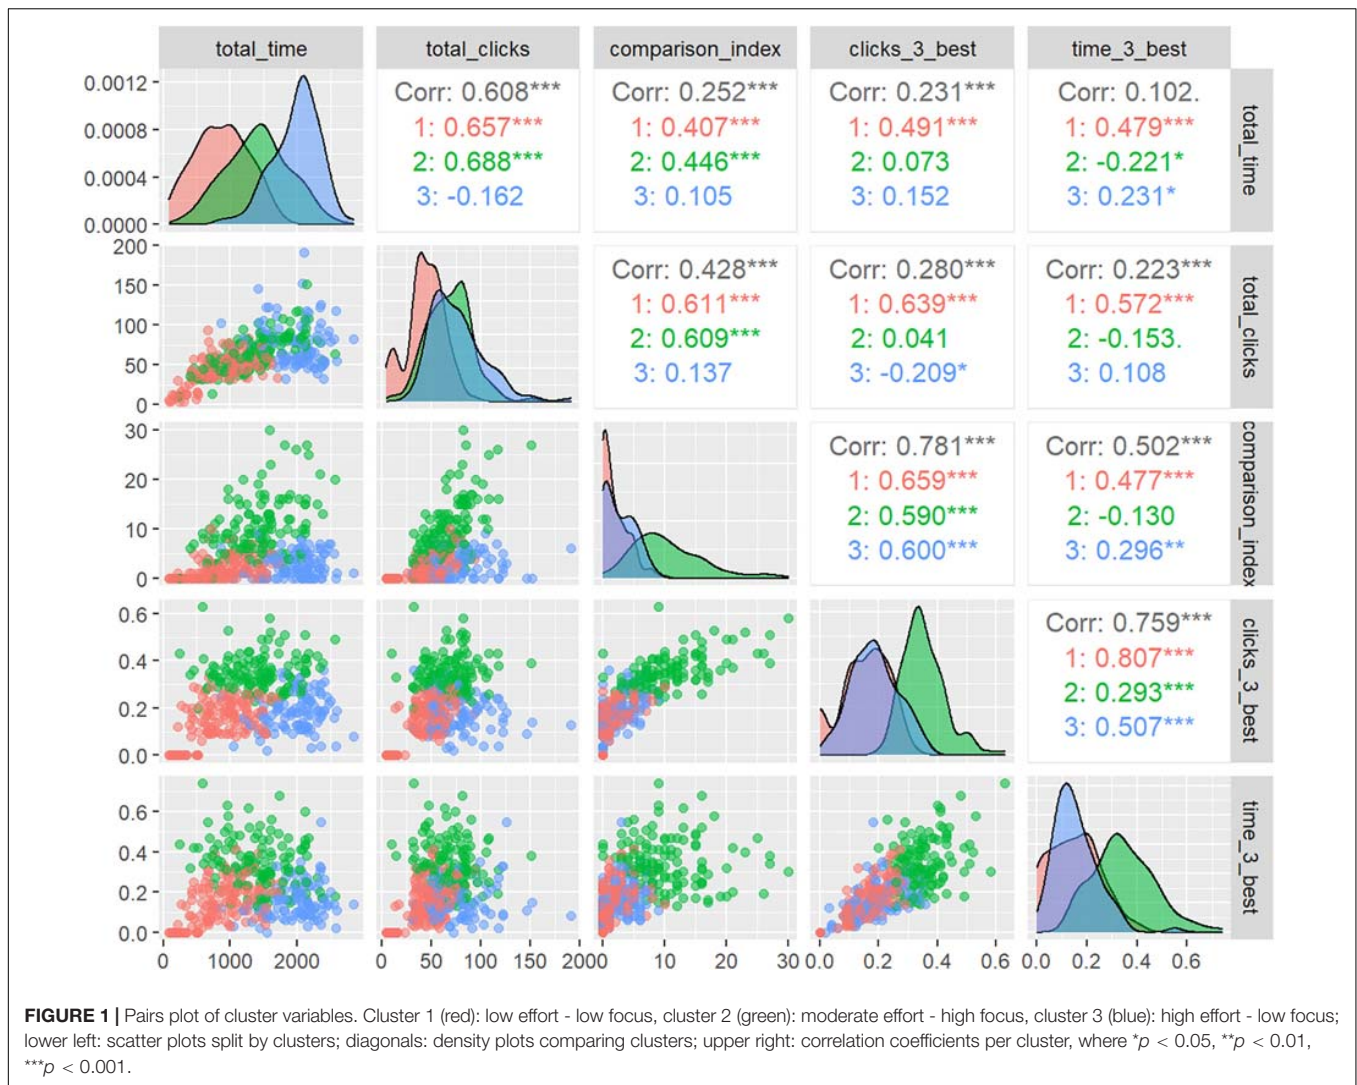 total_time total_clicks comparison_index clicks_3_best time_3_best
0.0012
0.0008
0.0004
0.0000
Corr: 0.608***
1: 0.657***
2: 0.688***
3: -0.162
Corr: 0.252***
1: 0.407***
2: 0.446***
3: 0.105
Corr: 0.231***
1: 0.491***
2: 0.073
3: 0.152
Corr: 0.102.
1: 0.479***
2: -0.221*
3: 0.231*
total_time
200
150
100
50
0
Corr: 0.428***
1: 0.611***
2: 0.609***
3: 0.137
Corr: 0.280***
1: 0.639***
2: 0.041
3: -0.209*
Corr: 0.223***
1: 0.572***
2: -0.153.
3: 0.108
total_clicks
30
20
10
0
Corr: 0.781***
1: 0.659***
2: 0.590***
3: 0.600***
Corr: 0.502***
1: 0.477***
2: -0.130
3: 0.296**
comparison_index
0.6
0.4
0.2
0.0
Corr: 0.759***
1: 0.807***
2: 0.293***
3: 0.507***
clicks_3_best
0.6
0.4
0.2
0.0
time_3_best
0 1000 2000 0 50 100 150 2000 10 20 30 0.0 0.2 0.4 0.6 0.0 0.2 0.4 0.6
FIGURE 1 | Pairs plot of cluster variables. Cluster 1 (red): low effort - low focus, cluster 2 (green): moderate effort - high focus, cluster 3 (blue): high effort - low focus;
lower left: scatter plots split by clusters; diagonals: density plots comparing clusters; upper right: correlation coefficients per cluster, where *p < 0.05, **p < 0.01,
***p < 0.001.